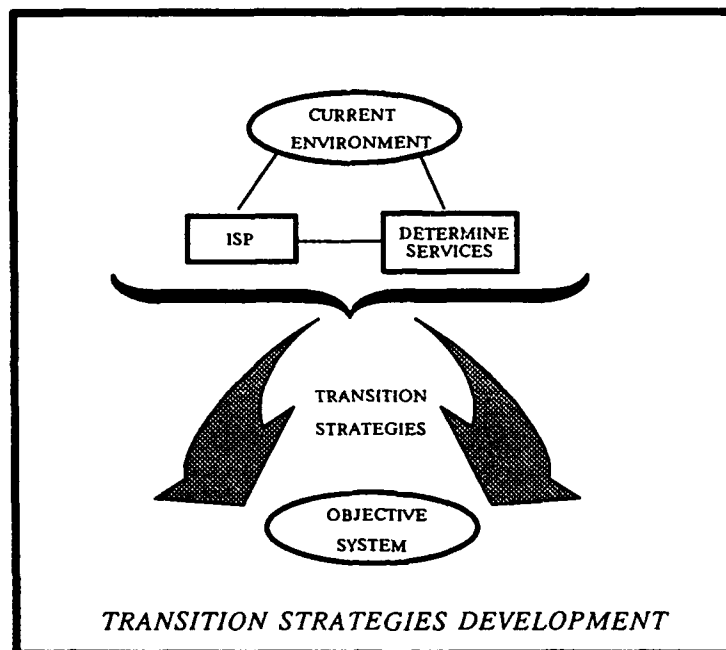 CURRENT
ENVIRONMENT
ISP
DETERMINE
SERVICES
TRANSITION
STRATEGIES
OBJECTIVE
SYSTEM
TRANSITION STRATEGIES DEVELOPMENT